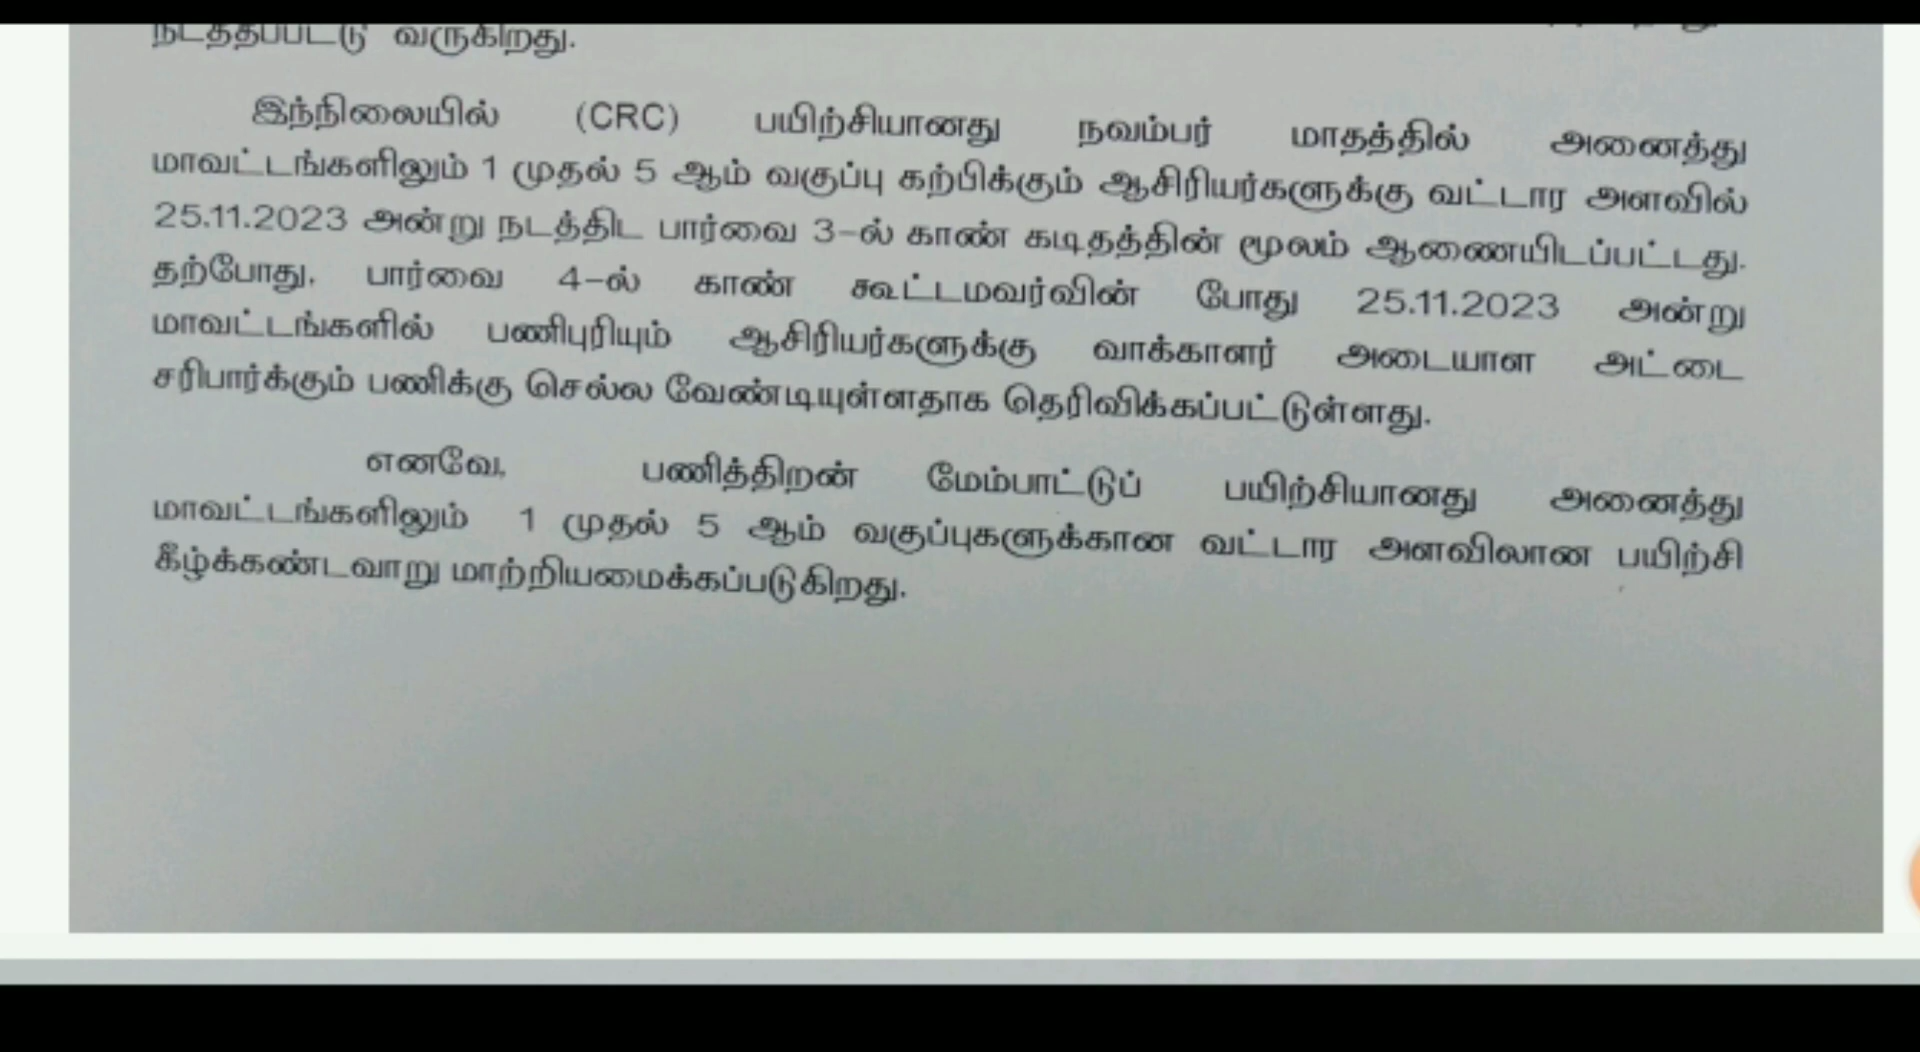 நடத்தப்பட்டு வருகிறது.
இந்நிலையில் (CRC) பயிற்சியானது நவம்பர் மாதத்தில் அனைத்து
மாவட்டங்களிலும் 1 முதல் 5 ஆம் வகுப்பு கற்பிக்கும் ஆசிரியர்களுக்கு வட்டார அளவில்
25.11.2023 அன்று நடத்திட பார்வை 3-ல் காண் கடிதத்தின் மூலம் ஆணையிடப்பட்டது.
தற்போது, பார்வை 4-ல் காண் கூட்டமவர்வின் போது 25.11.2023 அன்று
மாவட்டங்களில் பணிபுரியும் ஆசிரியர்களுக்கு வாக்காளர் அடையாள அட்டை
சரிபார்க்கும் பணிக்கு செல்ல வேண்டியுள்ளதாக தெரிவிக்கப்பட்டுள்ளது.
எனவே, பணித்திறன் மேம்பாட்டுப் பயிற்சியானது அனைத்து
மாவட்டங்களிலும் 1 முதல் 5 ஆம் வகுப்புகளுக்கான வட்டார அளவிலான பயிற்சி
கீழ்க்கண்டவாறு மாற்றியமைக்கப்படுகிறது.